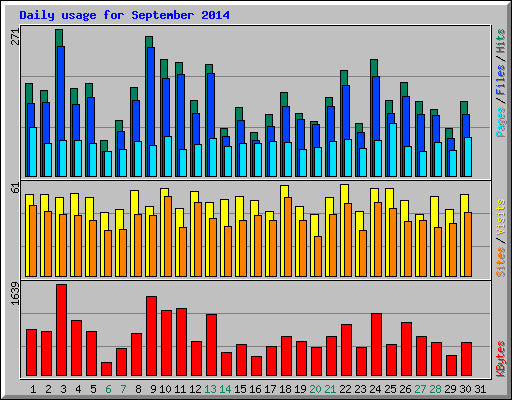 Daily usage for September 2014
271
Pages / Files / Hits
61
Sites / Visits
1639
KBytes
1 2 3 4 5 6 7 8 9 10 11 12 13 14 15 16 17 18 19 20 21 22 23 24 25 26 27 28 29 30 31